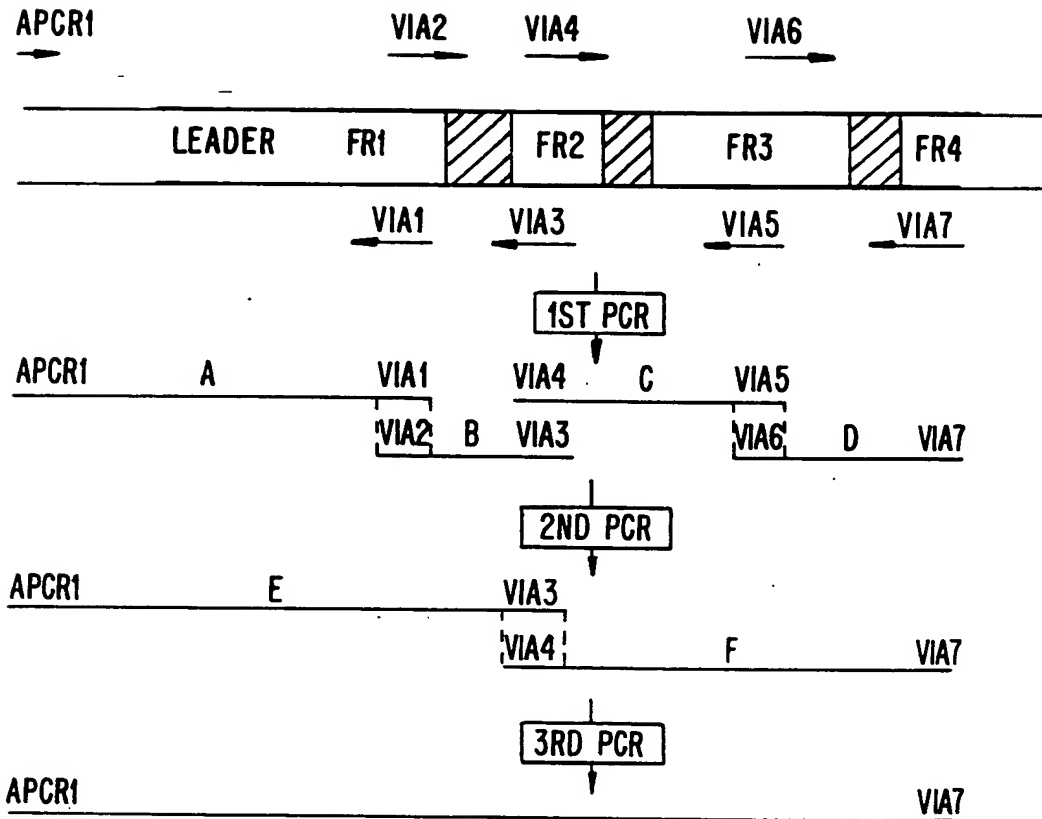 APCR1 VIA2 VIA4 VIA6
LEADER FR1 FR2 FR3 FR4
VIA1 VIA3 VIA5 VIA7
1ST PCR
APCR1 A VIA1 VIA4 C VIA5
VIA2 B VIA3 VIA6 D VIA7
2ND PCR
APCR1 E VIA3
VIA4 F VIA7
3RD PCR
APCR1 VIA7